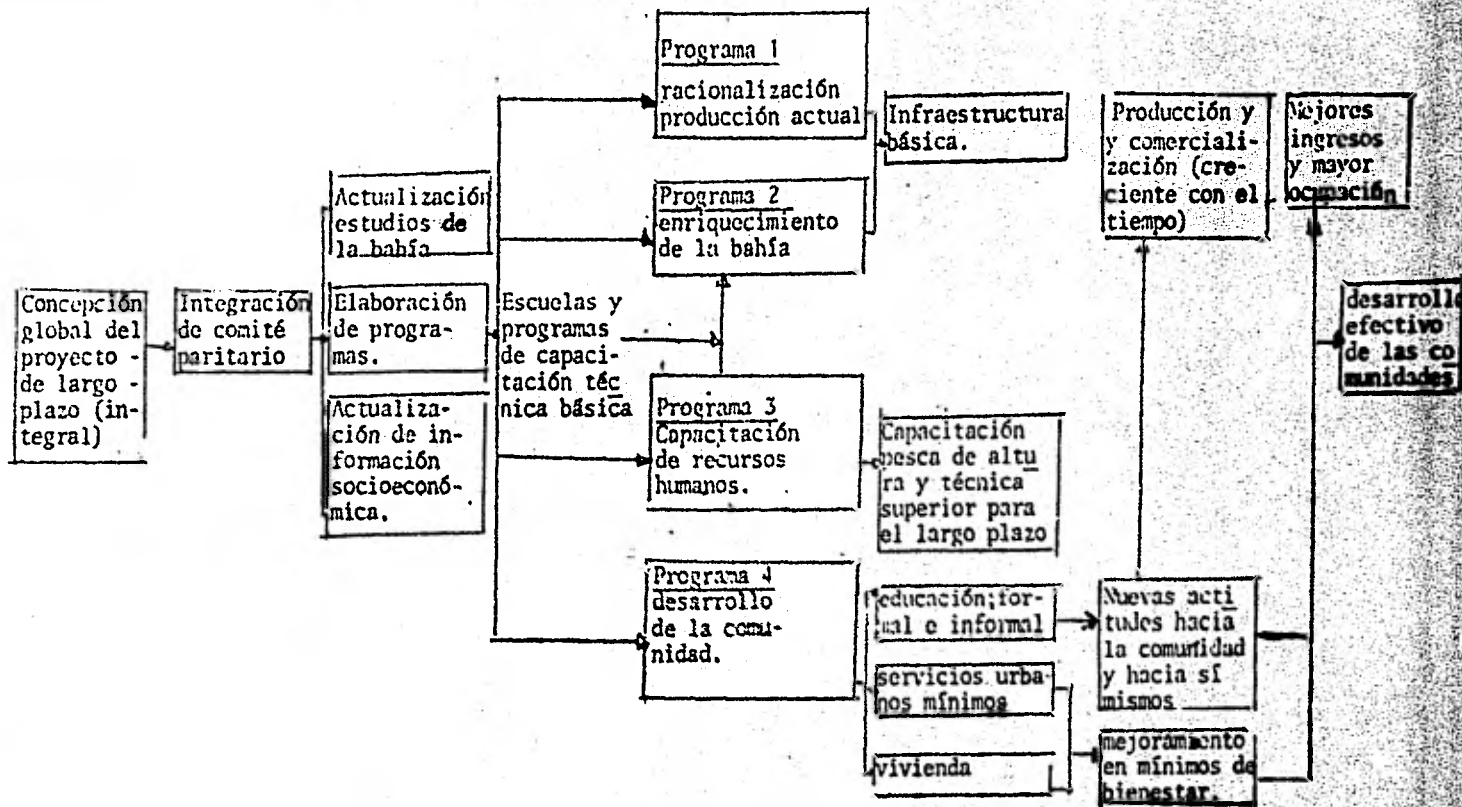 Concepción
global del
proyecto -
de largo -
plazo (in-
tegral)
Integración
de comité
paritario
Actualización
estudios de
la bahía
Elaboración
de progra-
mas.
Actualiza-
ción de in-
formación
socioeconó-
mica.
Escuelas y
programas
de capaci-
tación téc
nica básica
Programa 1
racionalización
producción actual
Programa 2
enriquecimiento
de la bahía
Programa 3
Capacitación
de recursos
humanos.
Programa 4
desarrollo
de la comu-
nidad.
Infraestructura
básica.
Capacitación
pesca de altu
ra y técnica
superior para
el largo plazo
educación;for-
mal e informal
servicios urba-
nos mínimos
vivienda
Producción y
y comerciali-
zación (cre-
ciente con el
tiempo)
Nuevas acti
tudes hacia
la comunidad
y hacia sí
mismos
mejoramiento
en mínimos de
bienestar.
Mejores
ingresos
y mayor
ocupación
desarrollo
efectivo
de las co
munidades